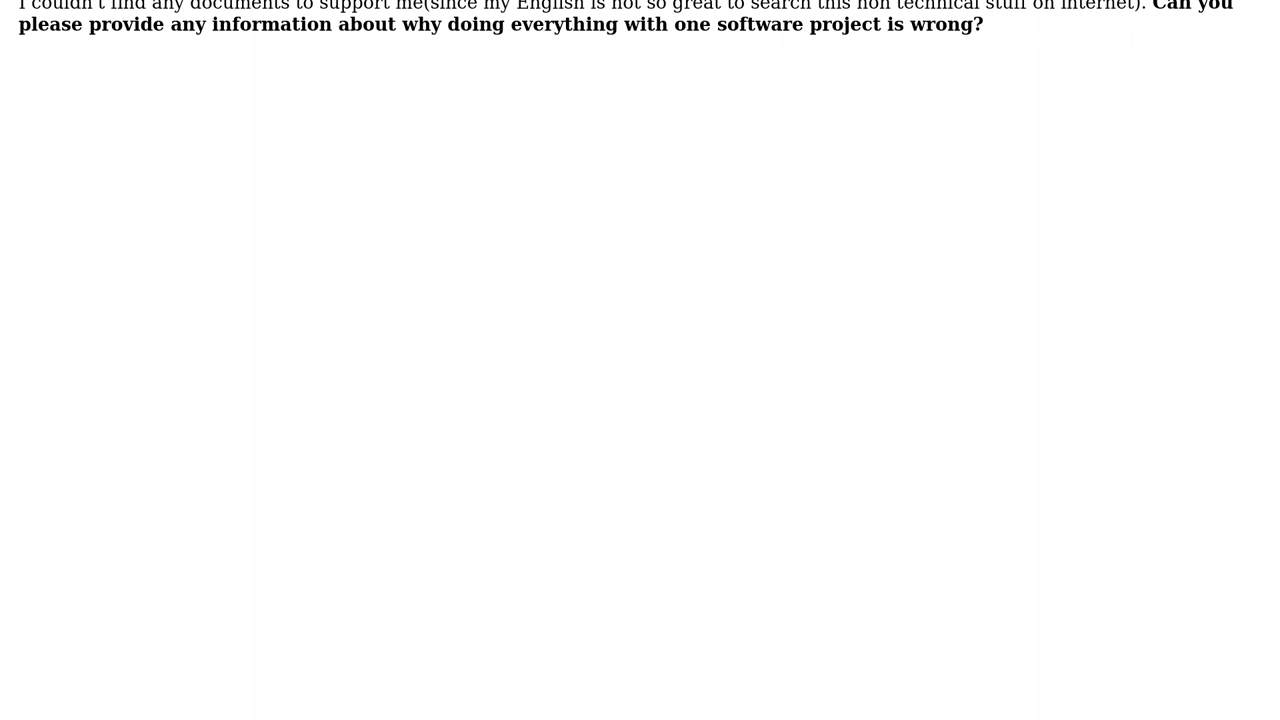 I couldn't find any documents to support me(since my English is not so great to search this non technical stuff on internet). Can you
please provide any information about why doing everything with one software project is wrong?